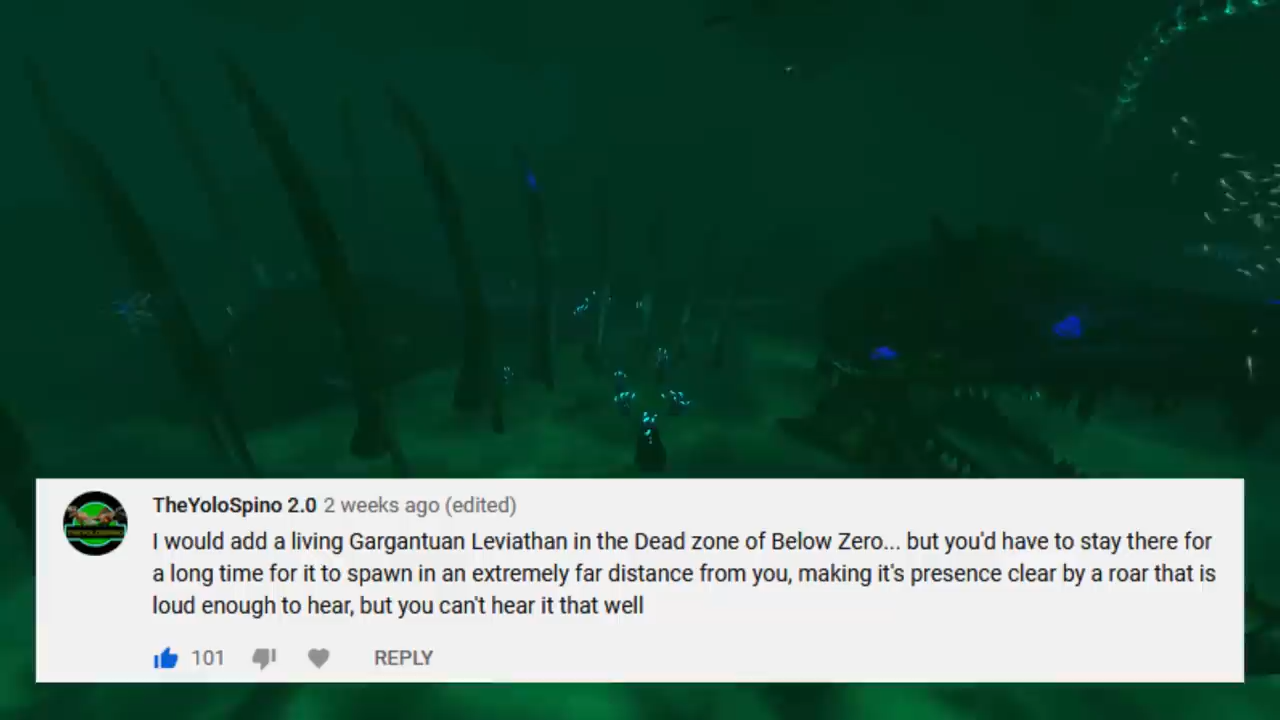 TheYoloSpino 2.0 2 weeks ago (edited)
I would add a living Gargantuan Leviathan in the Dead zone of Below Zero... but you'd have to stay there for
a long time for it to spawn in an extremely far distance from you, making it's presence clear by a roar that is
loud enough to hear, but you can't hear it that well
101 REPLY